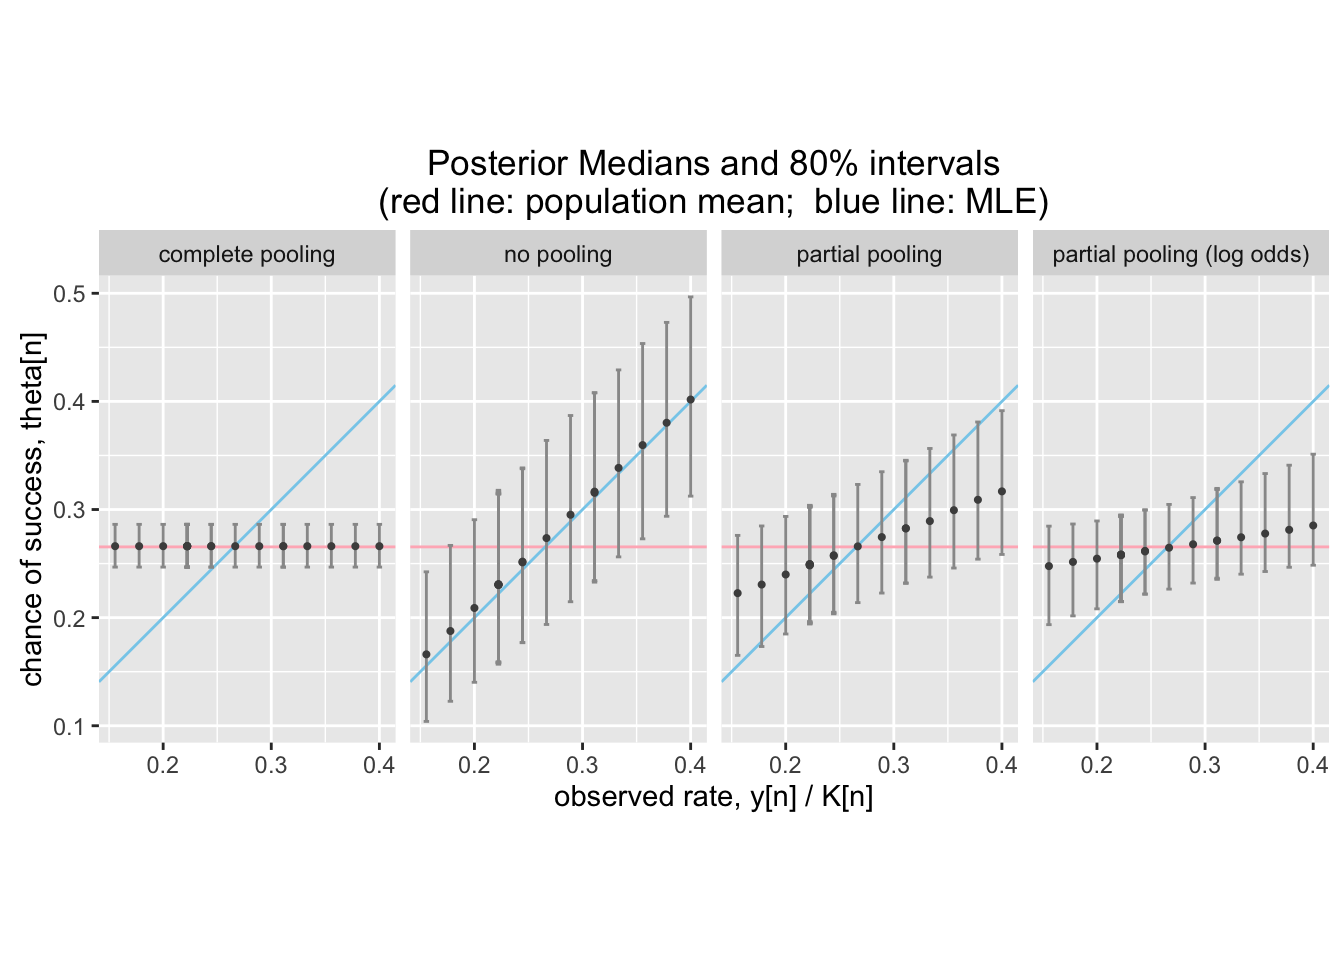 Posterior Medians and 80% intervals
(red line: population mean;  blue line: MLE)
complete pooling
no pooling
partial pooling
partial pooling (log odds)
chance of success, theta[n]
0.5
0.4
0.3
0.2
0.1
0.2 0.3 0.4
0.2 0.3 0.4
0.2 0.3 0.4
0.2 0.3 0.4
observed rate, y[n] / K[n]